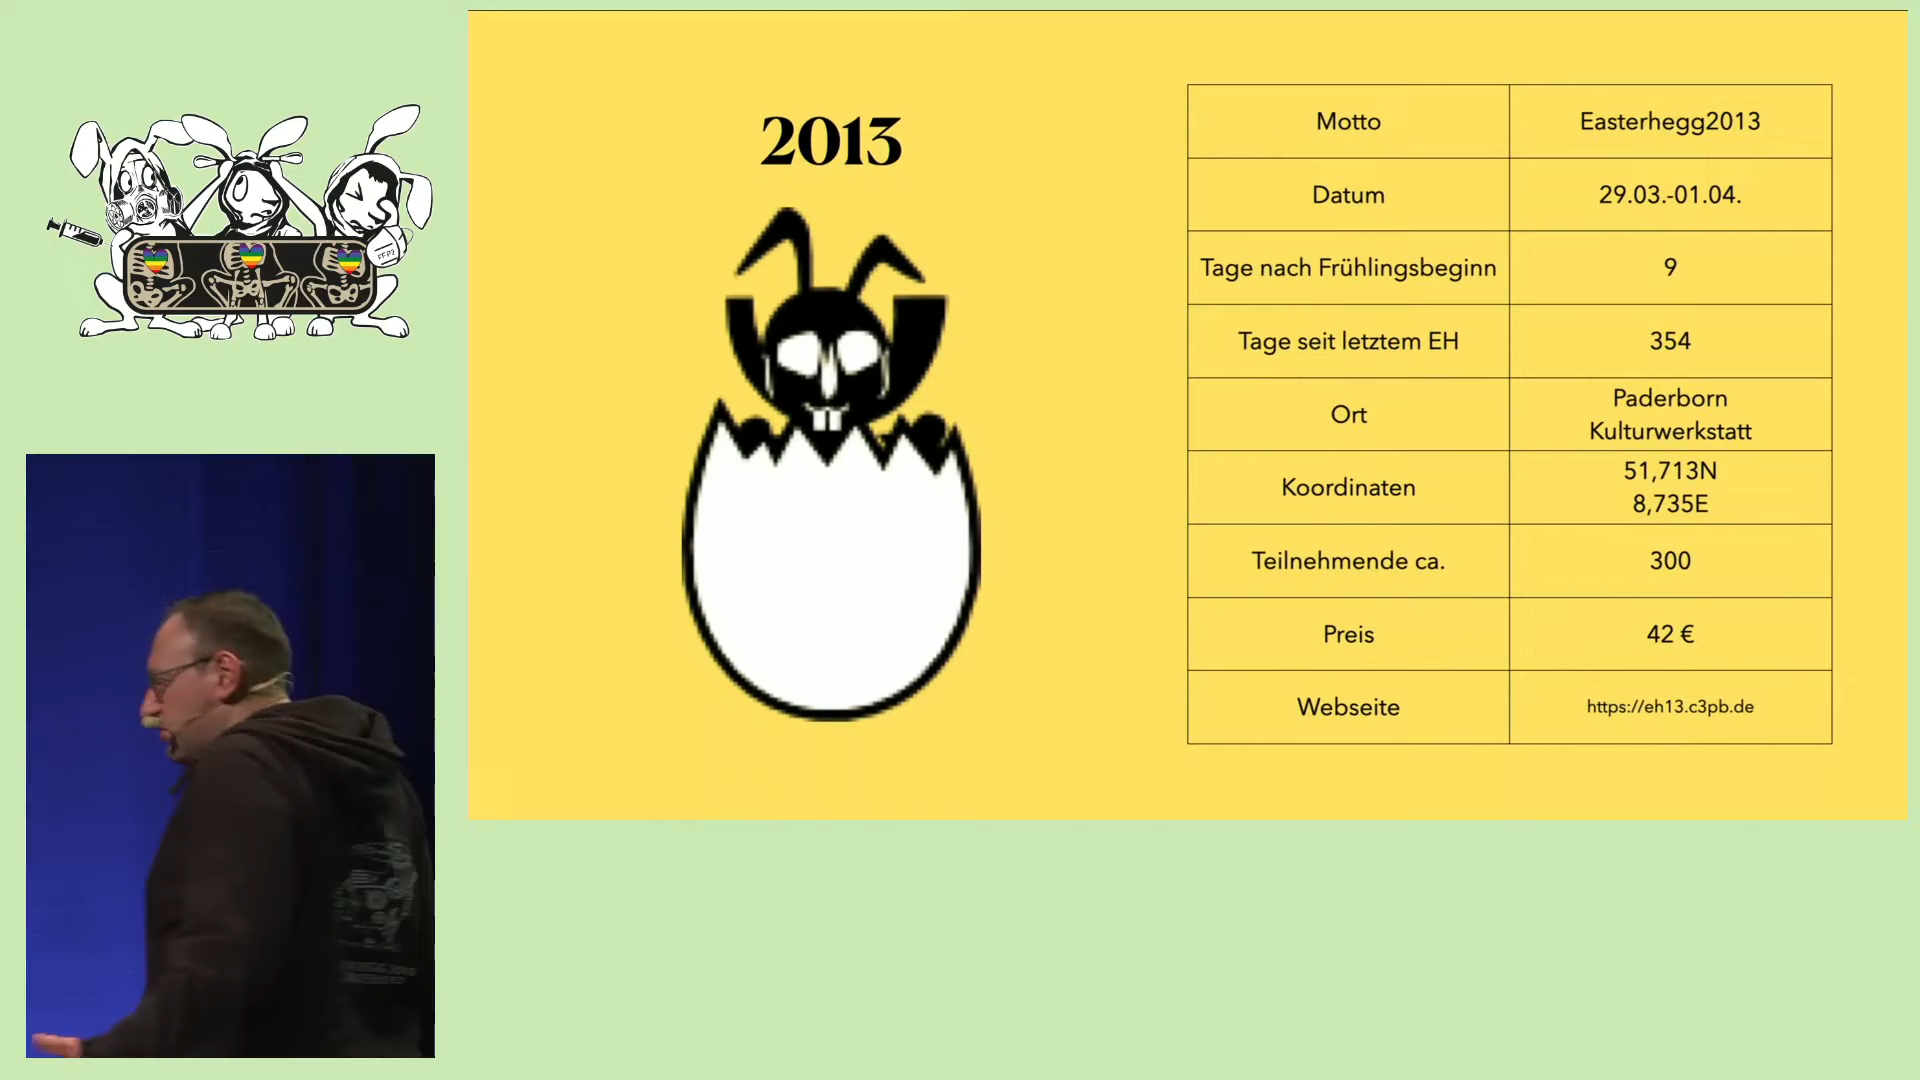 FFP2
2013
Motto
Easterhegg2013
Datum
29.03.-01.04.
Tage nach Frühlingsbeginn
9
Tage seit letztem EH
354
Ort
Paderborn
Kulturwerkstatt
Koordinaten
51,713N
8,735E
Teilnehmende ca.
300
Preis
42 €
Webseite
https://eh13.c3pb.de